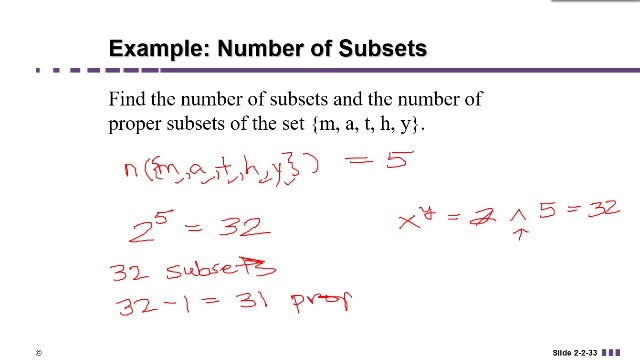 Example: Number of Subsets
Find the number of subsets and the number of
proper subsets of the set {m, a, t, h, y}.
n({m, a, t, h, y}) = 5
2^5 = 32
x^y = 2 ^ 5 = 32
↑
32 subsets
32 - 1 = 31 prop
©
Slide 2-2-33